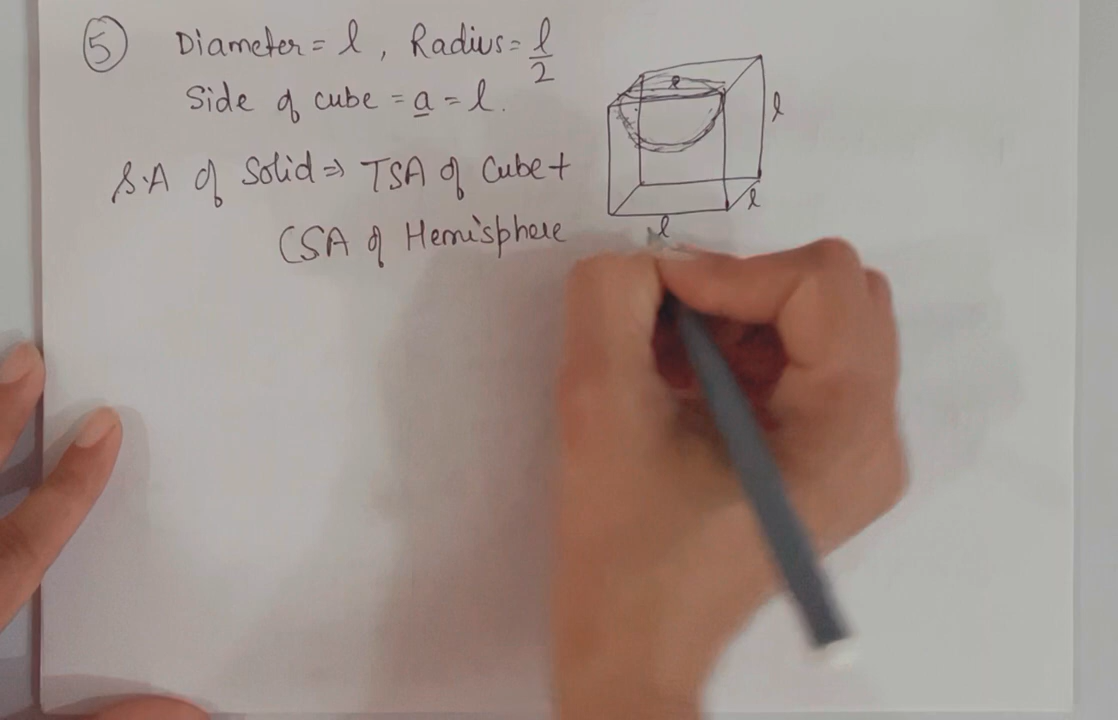 5 Diameter = l, Radius = l/2
Side of cube = a = l.
S.A of Solid ⇒ TSA of Cube +
CSA of Hemisphere
l
l
l
l